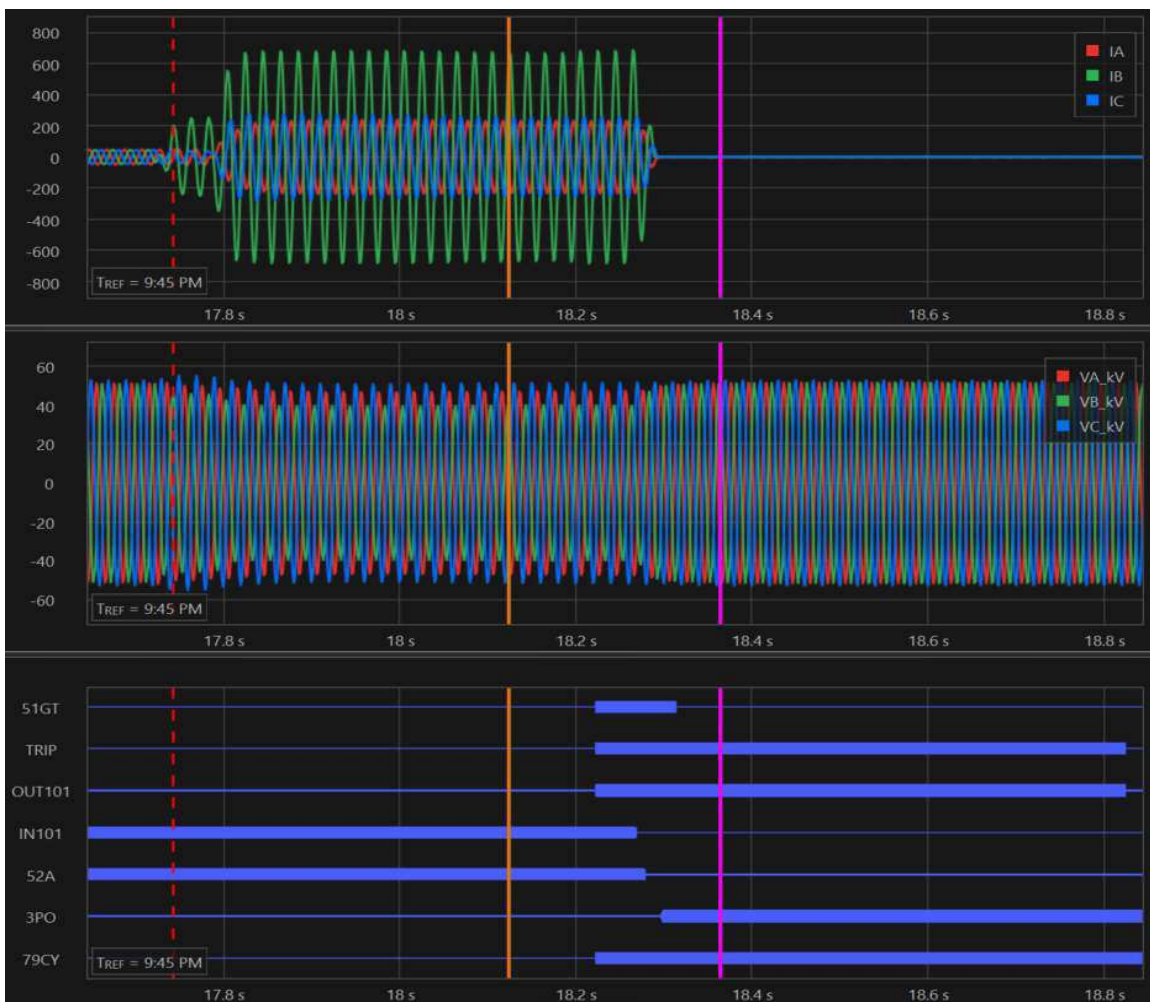 800
600
400
200
0
-200
-400
-600
-800
IA
IB
IC
TREF = 9:45 PM
17.8 s 18 s 18.2 s 18.4 s 18.6 s 18.8 s
60
40
20
0
-20
-40
-60
VA_kV
VB_kV
VC_kV
TREF = 9:45 PM
17.8 s 18 s 18.2 s 18.4 s 18.6 s 18.8 s
51GT
TRIP
OUT101
IN101
52A
3PO
79CY
TREF = 9:45 PM
17.8 s 18 s 18.2 s 18.4 s 18.6 s 18.8 s